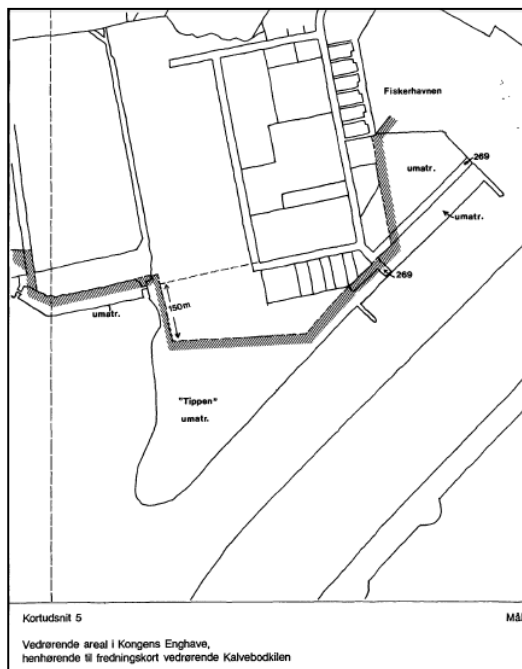 Fiskerhavnen
269
umatr.
umatr.
269
150m
umatr.
"Tippen"
umatr.
Kortudsnit 5
Mål
Vedrørende areal i Kongens Enghave,
henhørende til fredningskort vedrørende Kalvebodkilen